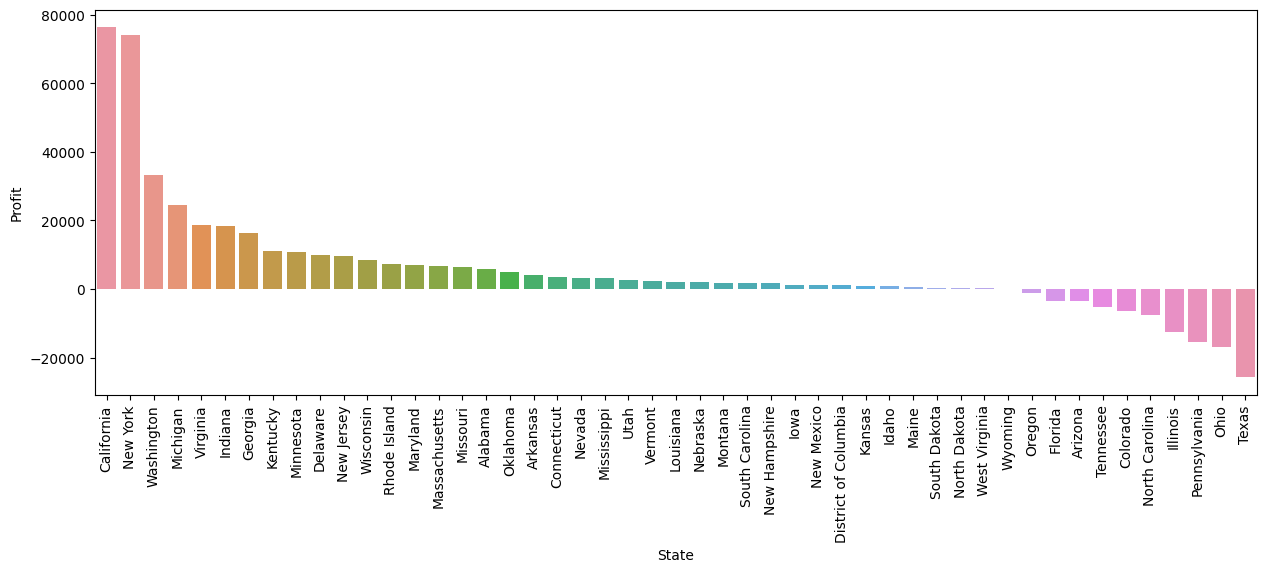 80000
60000
40000
20000
0
−20000
Profit
California
New York
Washington
Michigan
Virginia
Indiana
Georgia
Kentucky
Minnesota
Delaware
New Jersey
Wisconsin
Rhode Island
Maryland
Massachusetts
Missouri
Alabama
Oklahoma
Arkansas
Connecticut
Nevada
Mississippi
Utah
Vermont
Louisiana
Nebraska
Montana
South Carolina
New Hampshire
Iowa
New Mexico
District of Columbia
Kansas
Idaho
Maine
South Dakota
North Dakota
West Virginia
Wyoming
Oregon
Florida
Arizona
Tennessee
Colorado
North Carolina
Illinois
Pennsylvania
Ohio
Texas
State